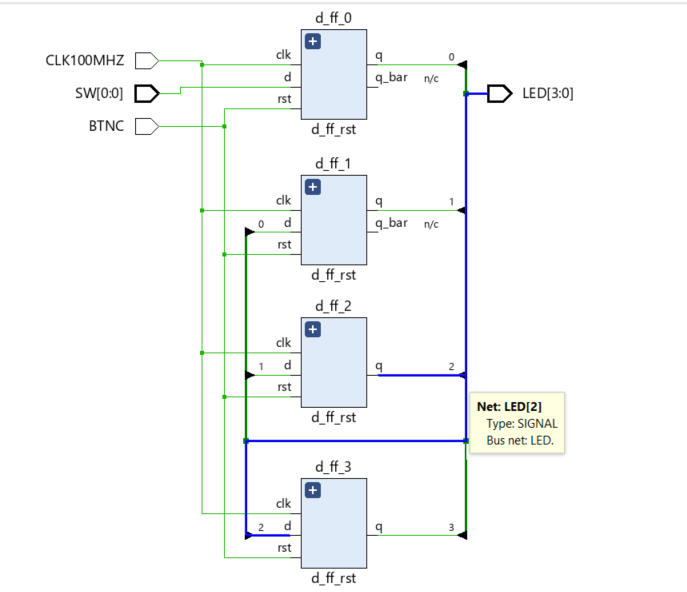 d_ff_0
CLK100MHZ
SW[0:0]
BTNC
clk
d
rst
q
q_bar n/c
0
LED[3:0]
d_ff_rst
d_ff_1
clk
0 d
rst
q
q_bar n/c
1
d_ff_rst
d_ff_2
clk
1 d
rst
q
2
d_ff_rst
Net: LED[2]
Type: SIGNAL
Bus net: LED.
d_ff_3
clk
2 d
rst
q
3
d_ff_rst